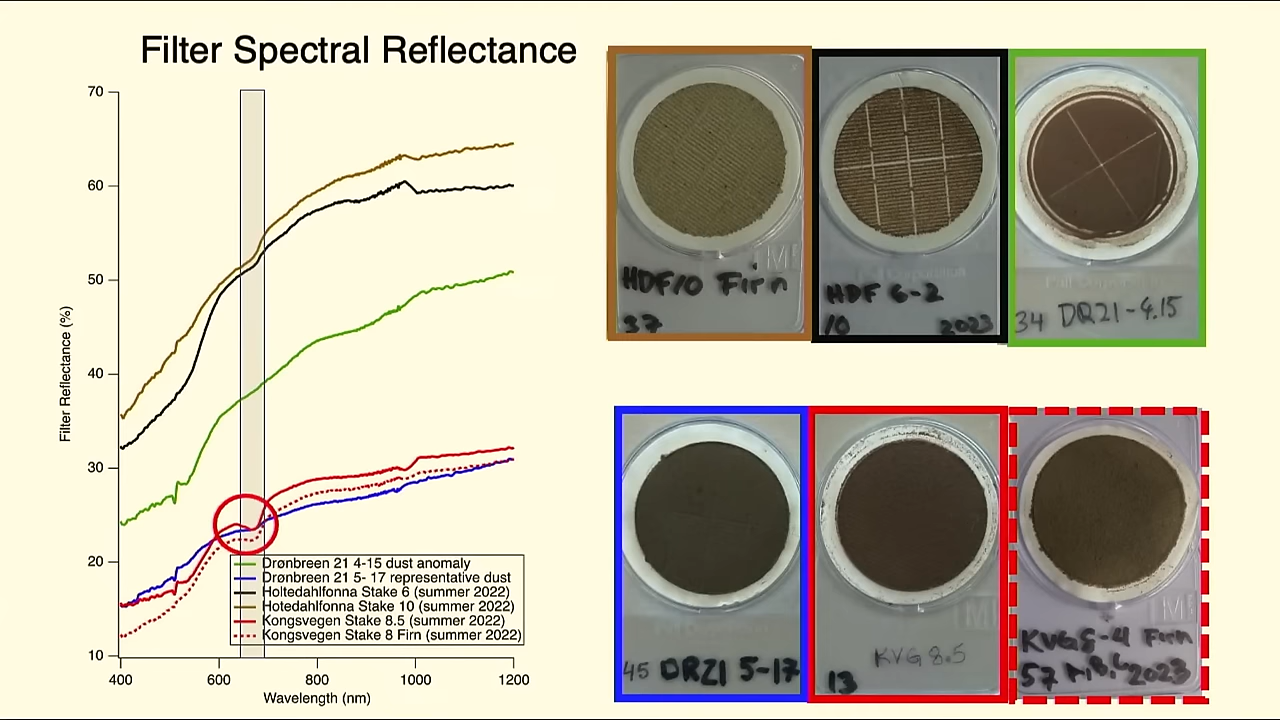 Filter Spectral Reflectance
70
60
50
40
30
20
10
Filter Reflectance (%)
400
600
800
1000
1200
Wavelength (nm)
Drønbreen 21 4-15 dust anomaly
Drønbreen 21 5- 17 representative dust
Holtedahlfonna Stake 6 (summer 2022)
Hotedahlfonna Stake 10 (summer 2022)
Kongsvegen Stake 8.5 (summer 2022)
Kongsvegen Stake 8 Firn (summer 2022)
HDF10 Firn
37
HDF 6-2
10 2023
Pall Corporation
34 DR21-4.15
45 DR21 5-17
KVG 8.5
13
KVG8-4 Firn
57 A.B.C 2023